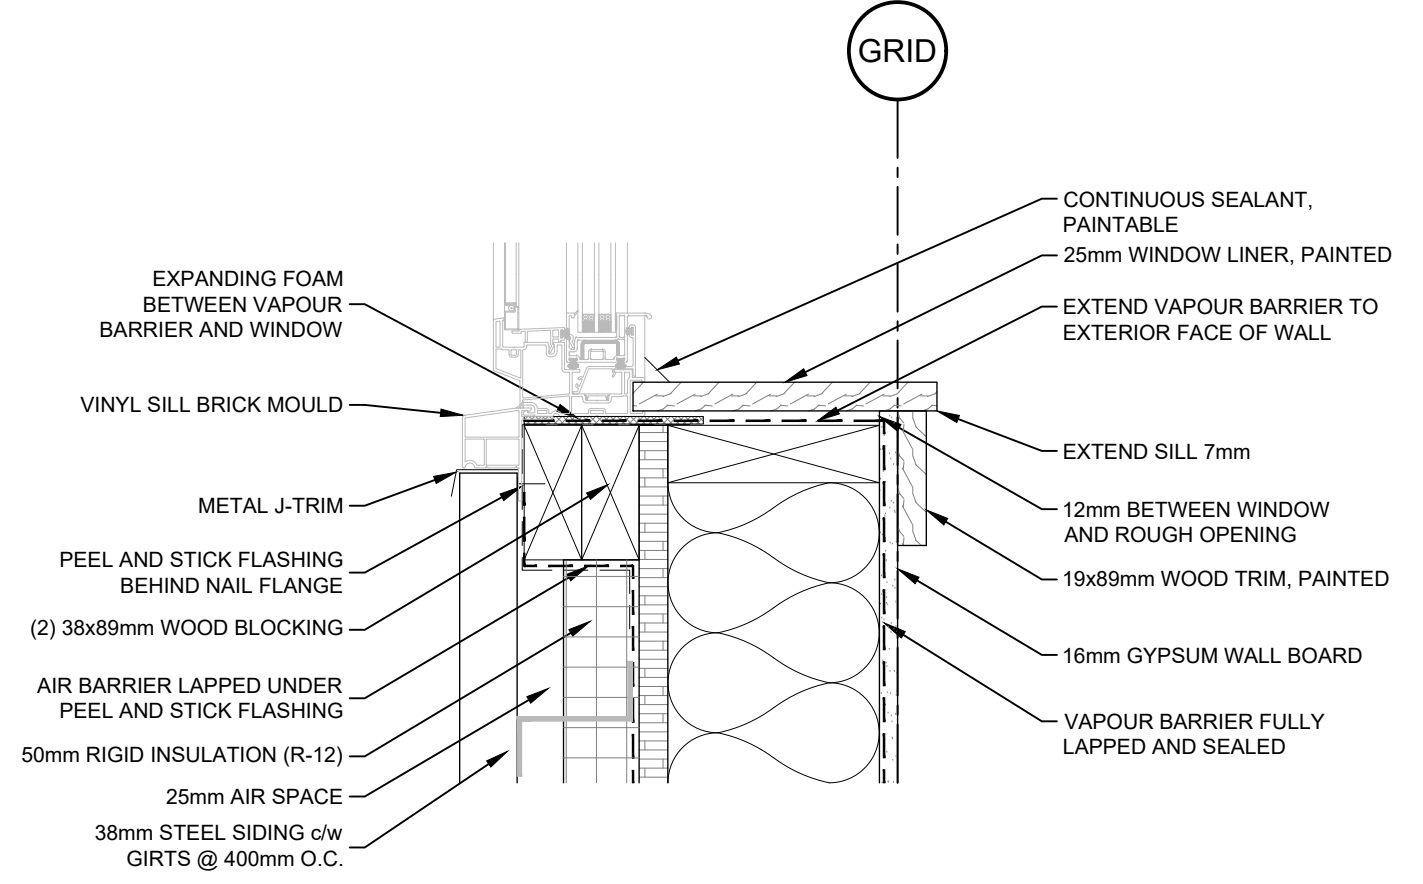 GRID
EXPANDING FOAM
BETWEEN VAPOUR
BARRIER AND WINDOW
VINYL SILL BRICK MOULD
METAL J-TRIM
PEEL AND STICK FLASHING
BEHIND NAIL FLANGE
(2) 38x89mm WOOD BLOCKING
AIR BARRIER LAPPED UNDER
PEEL AND STICK FLASHING
50mm RIGID INSULATION (R-12)
25mm AIR SPACE
38mm STEEL SIDING c/w
GIRTS @ 400mm O.C.
CONTINUOUS SEALANT,
PAINTABLE
25mm WINDOW LINER, PAINTED
EXTEND VAPOUR BARRIER TO
EXTERIOR FACE OF WALL
EXTEND SILL 7mm
12mm BETWEEN WINDOW
AND ROUGH OPENING
19x89mm WOOD TRIM, PAINTED
16mm GYPSUM WALL BOARD
VAPOUR BARRIER FULLY
LAPPED AND SEALED